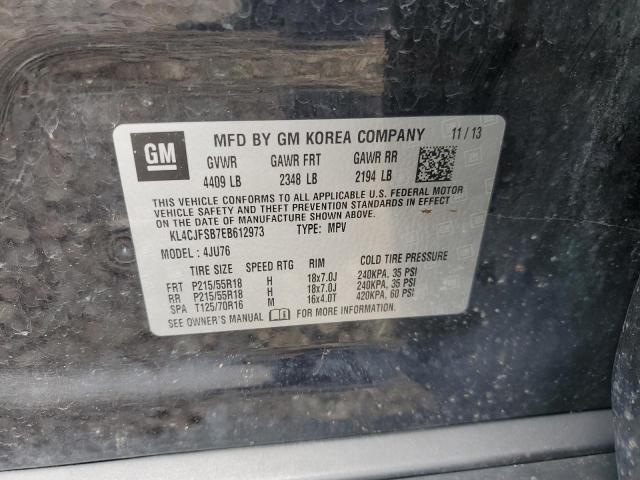 GM
MFD BY GM KOREA COMPANY 11 / 13
GVWR GAWR FRT GAWR RR
4409 LB 2348 LB 2194 LB
THIS VEHICLE CONFORMS TO ALL APPLICABLE U.S. FEDERAL MOTOR
VEHICLE SAFETY, BUMPER, AND THEFT PREVENTION STANDARDS IN EFFECT
ON THE DATE OF MANUFACTURE SHOWN ABOVE.
KL4CJFSB7EB612973 TYPE: MPV
MODEL : 4JU76
TIRE SIZE SPEED RTG RIM COLD TIRE PRESSURE
FRT P215/55R18 H 18x7.0J 240KPA, 35 PSI
RR P215/55R18 H 18x7.0J 240KPA, 35 PSI
SPA T125/70R16 M 16x4.0T 420KPA, 60 PSI
SEE OWNER'S MANUAL FOR MORE INFORMATION.